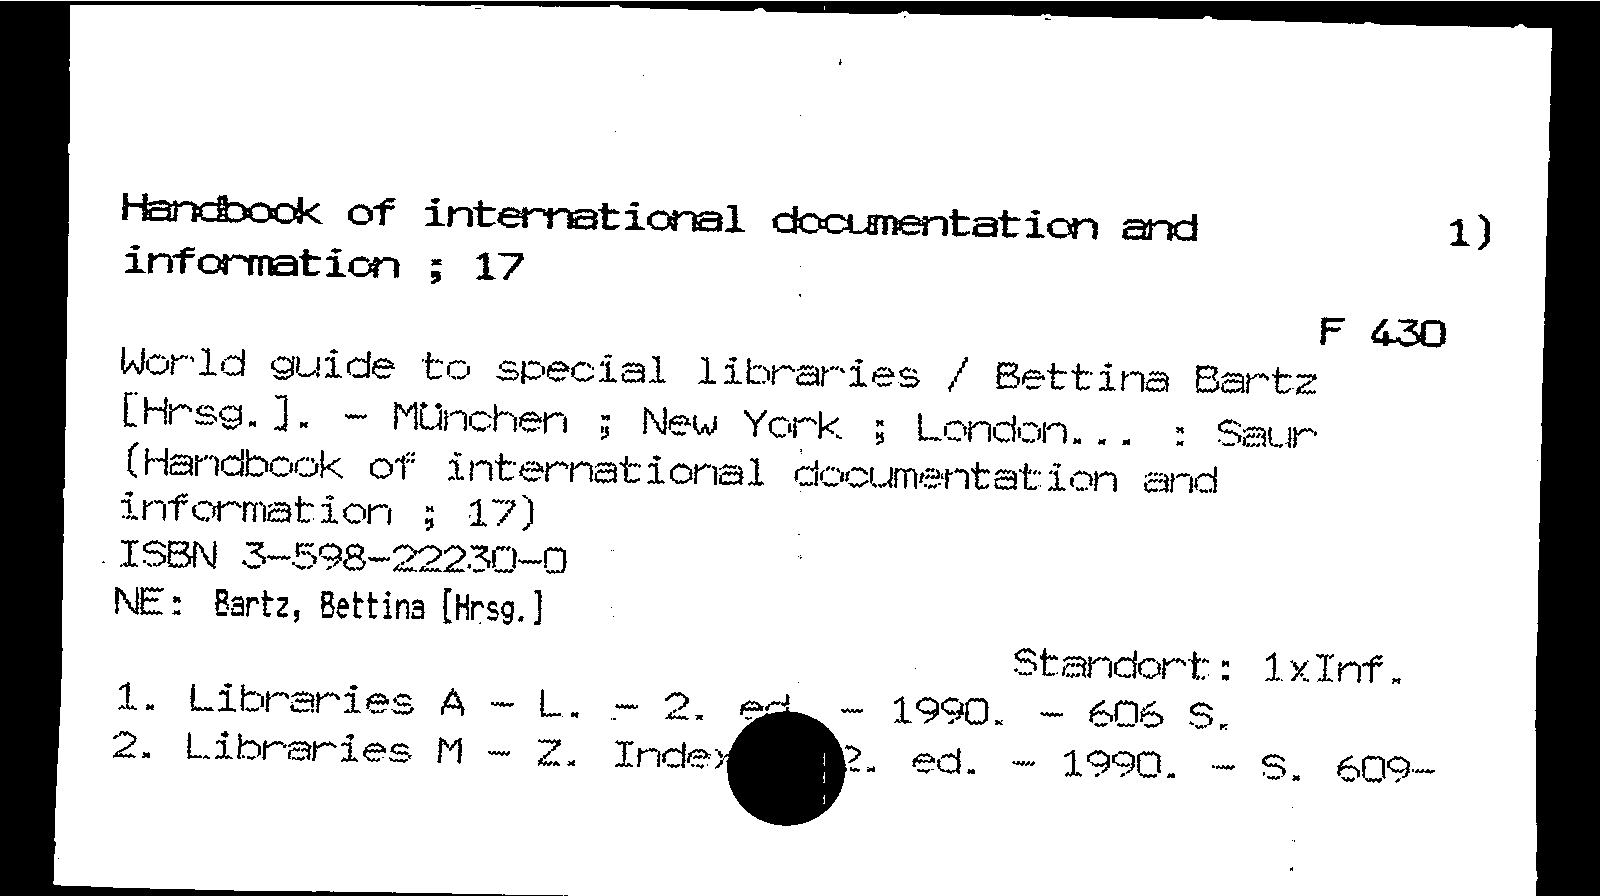 Handbook of international documentation and 1)
information ; 17
F 430
World guide to special libraries / Bettina Bartz
[Hrsg.]. - München ; New York ; London... : Saur
(Handbook of international documentation and
information ; 17)
ISBN 3-598-22230-0
NE: Bartz, Bettina [Hrsg.]
Standort: 1xInf.
1. Libraries A - L. - 2. ed. - 1990. - 606 S.
2. Libraries M - Z. Index 2. ed. - 1990. - S. 609-